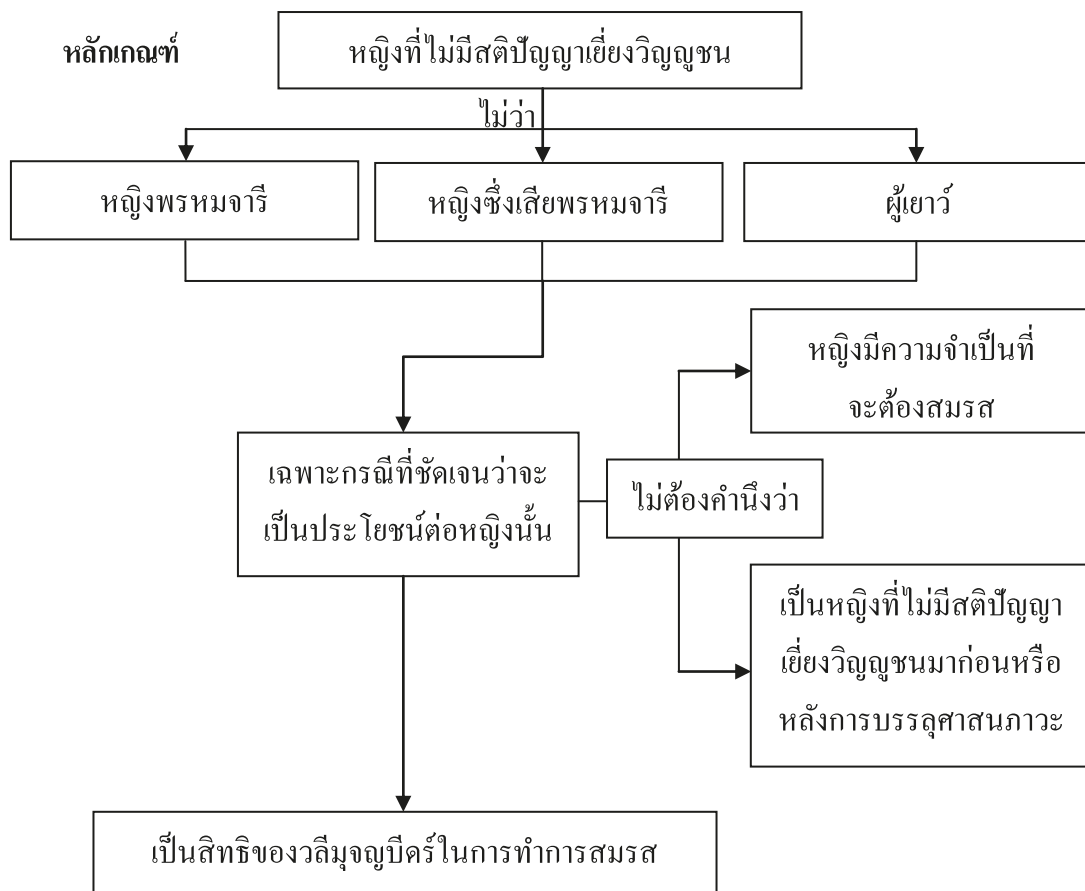 หลักเกณฑ์
หญิงที่ไม่มีสติปัญญาเยี่ยงวิญญูชน
ไม่ว่า
หญิงพรหมจารี
หญิงซึ่งเสียพรหมจารี
ผู้เยาว์
หญิงมีความจำเป็นที่
จะต้องสมรส
เฉพาะกรณีที่ชัดเจนว่าจะ
เป็นประโยชน์ต่อหญิงนั้น
ไม่ต้องคำนึงว่า
เป็นหญิงที่ไม่มีสติปัญญา
เยี่ยงวิญญูชนมาก่อนหรือ
หลังการบรรลุศาสนภาวะ
เป็นสิทธิของวลีมุจญบีดร์ในการทำการสมรส